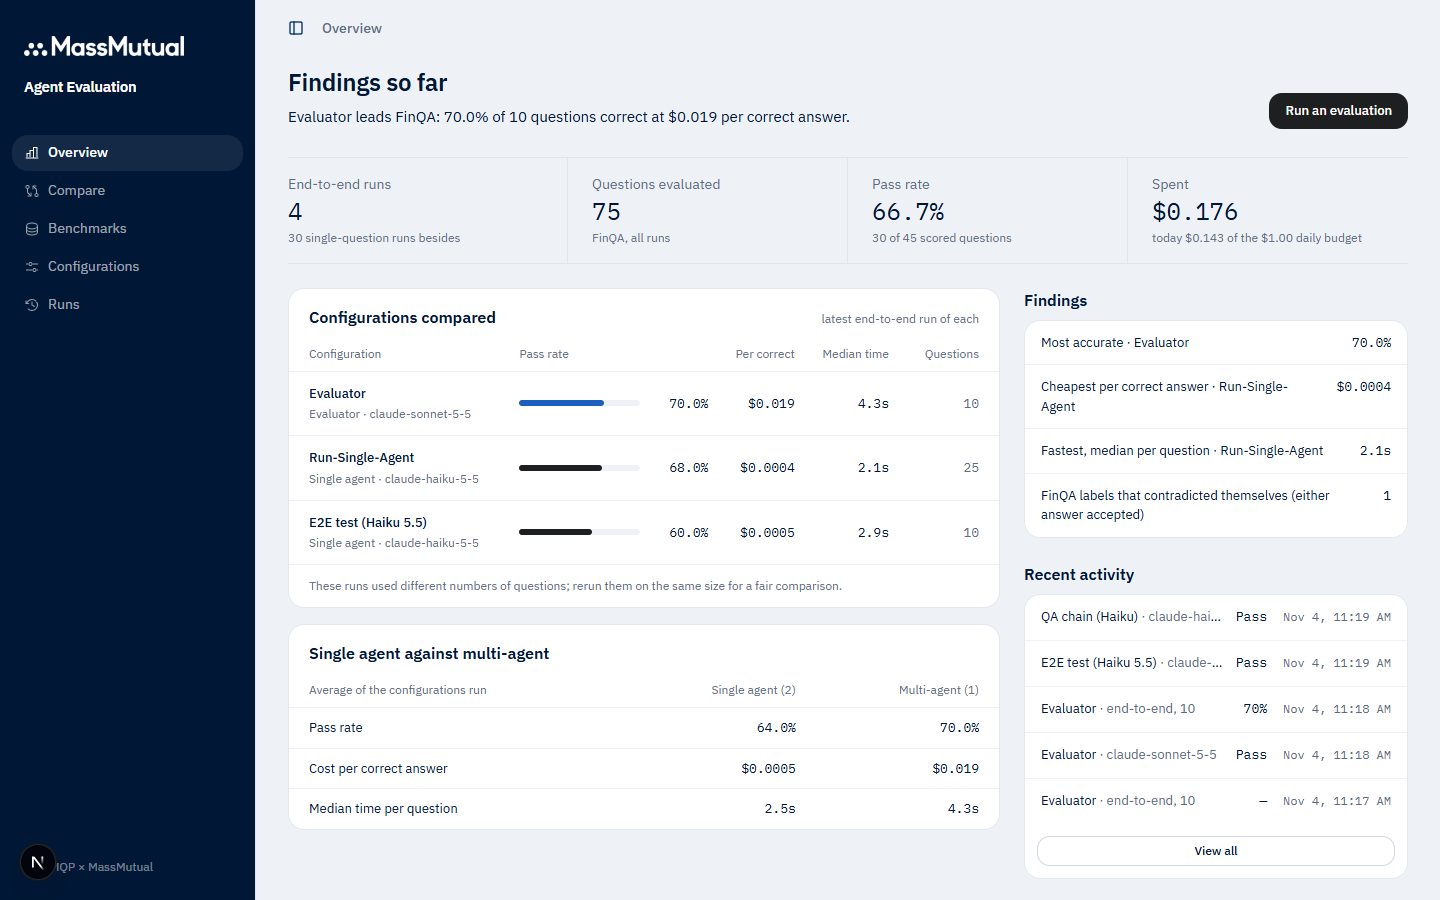 MassMutual
Agent Evaluation
Overview
Compare
Benchmarks
Configurations
Runs
N
IQP × MassMutual
Overview
Findings so far
Evaluator leads FinQA: 70.0% of 10 questions correct at $0.019 per correct answer.
Run an evaluation
End-to-end runs
4
30 single-question runs besides
Questions evaluated
75
FinQA, all runs
Pass rate
66.7%
30 of 45 scored questions
Spent
$0.176
today $0.143 of the $1.00 daily budget
Configurations compared
latest end-to-end run of each
Configuration Pass rate Per correct Median time Questions
Evaluator
Evaluator · claude-sonnet-5-5
70.0% $0.019 4.3s 10
Run-Single-Agent
Single agent · claude-haiku-5-5
68.0% $0.0004 2.1s 25
E2E test (Haiku 5.5)
Single agent · claude-haiku-5-5
60.0% $0.0005 2.9s 10
These runs used different numbers of questions; rerun them on the same size for a fair comparison.
Single agent against multi-agent
Average of the configurations run Single agent (2) Multi-agent (1)
Pass rate 64.0% 70.0%
Cost per correct answer $0.0005 $0.019
Median time per question 2.5s 4.3s
Findings
Most accurate · Evaluator 70.0%
Cheapest per correct answer · Run-Single-
Agent
$0.0004
Fastest, median per question · Run-Single-Agent 2.1s
FinQA labels that contradicted themselves (either
answer accepted)
1
Recent activity
QA chain (Haiku) · claude-hai... Pass Nov 4, 11:19 AM
E2E test (Haiku 5.5) · claude-... Pass Nov 4, 11:19 AM
Evaluator · end-to-end, 10 70% Nov 4, 11:18 AM
Evaluator · claude-sonnet-5-5 Pass Nov 4, 11:18 AM
Evaluator · end-to-end, 10 — Nov 4, 11:17 AM
View all